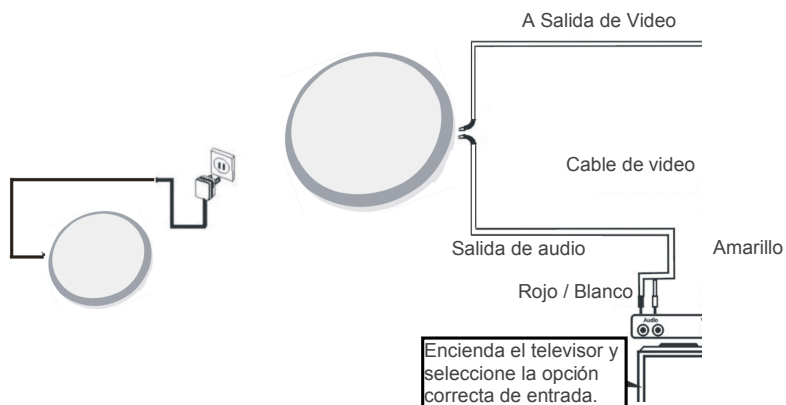 A Salida de Video
Cable de video
Salida de audio
Amarillo
Rojo / Blanco
Audio
Encienda el televisor y
seleccione la opción
correcta de entrada.